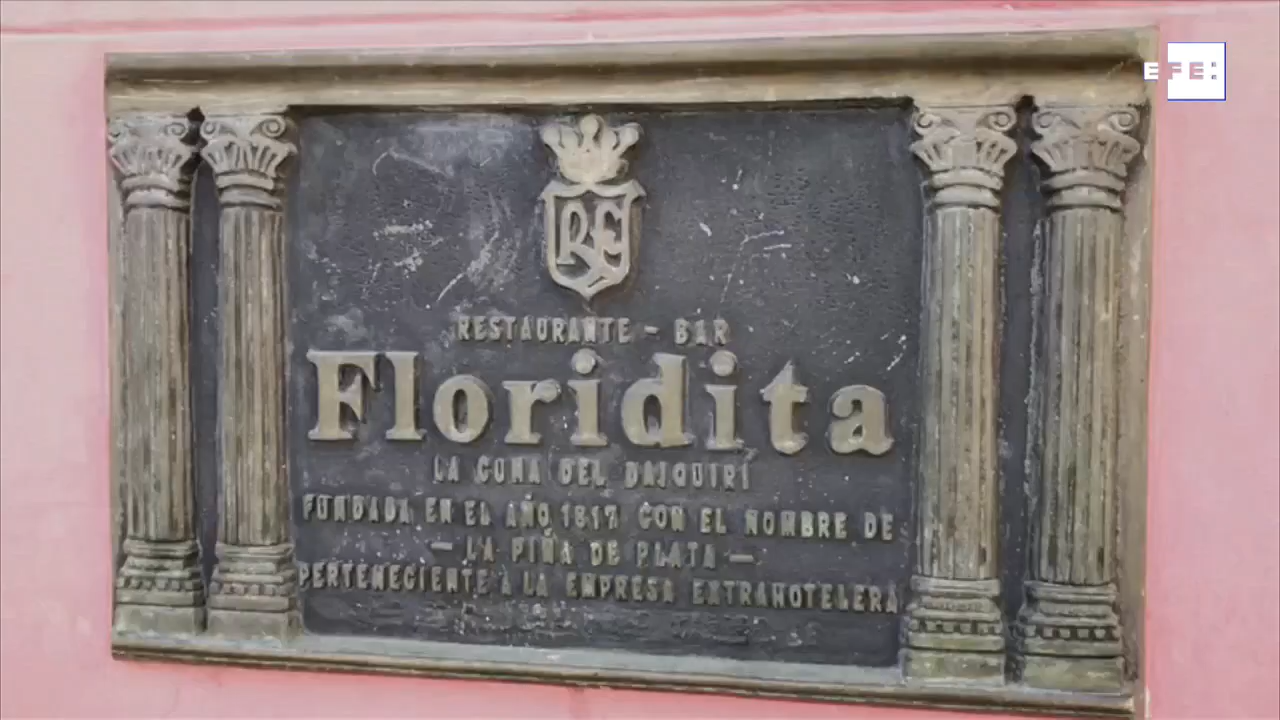 EFE:
RF
RESTAURANTE - BAR
Floridita
LA CUNA DEL DAIQUIRI
FUNDADA EN EL AÑO 1817 CON EL NOMBRE DE
— LA PIÑA DE PLATA —
PERTENECIENTE A LA EMPRESA EXTRAHOTELERA